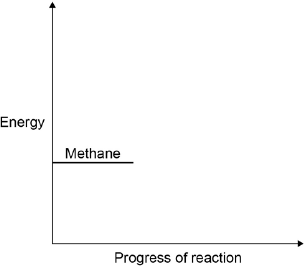 Energy
Methane
Progress of reaction